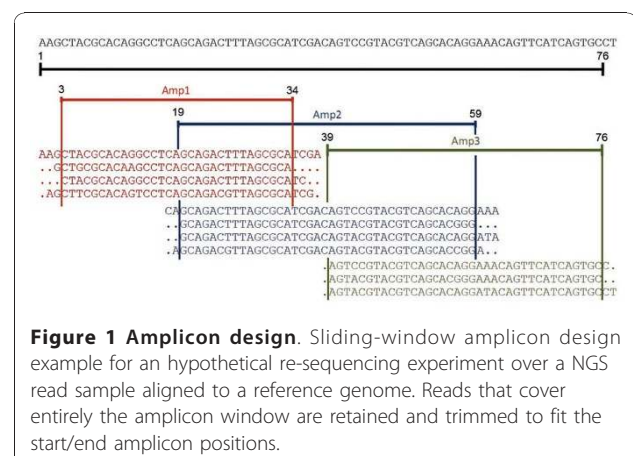 AAGCTACGCACAGGCCTCAGCAGACTTTAGCGCATCGACAGTCCGTACGTCAGCACAGGAAACAGTTCATCAGTGCCT
1 76
3 Amp1 34
19 Amp2 59
39 Amp3 76
AAGCTACGCACAGGCCTCAGCAGACTTTAGCGCATCGA
..GCTGCGCACAAGCCTCAGCAGACTTTAGCGCA....
...CTACGCACAGGCCTCAGCAGACTTTAGCGCATC..
.AGCTTCGCACAGTCCTCAGCAGACGTTAGCGCATCG.
CAGCAGACTTTAGCGCATCGACAGTCCGTACGTCAGCACAGGAAA
..GCAGACTTTAGCGCATCGACAGTACGTACGTCAGCACGGG...
.GCAGACTTTAGCGCATCGACAGTACGTACGTCAGCACAGGATA
.AGCAGACGTTAGCGCATCGACAGTACGTACGTCAGCACCGGA..
.AGTCCGTACGTCAGCACAGGAAACAGTTCATCAGTGCC.
.AGTACGTACGTCAGCACGGGAAACAGTTCATCAGTGC..
.AGTACGTACGTCAGCACAGGATACAGTTCATCAGTGCCT
Figure 1 Amplicon design. Sliding-window amplicon design
example for an hypothetical re-sequencing experiment over a NGS
read sample aligned to a reference genome. Reads that cover
entirely the amplicon window are retained and trimmed to fit the
start/end amplicon positions.